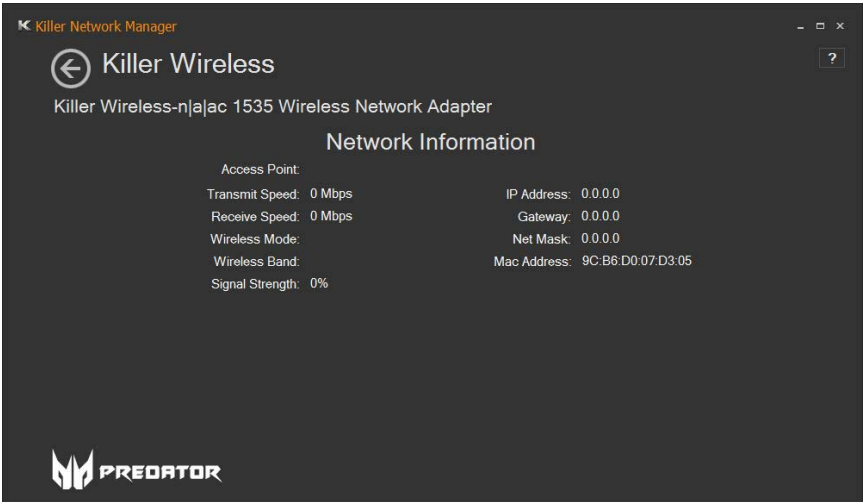 Killer Network Manager
?
Killer Wireless
Killer Wireless-n|a|ac 1535 Wireless Network Adapter
Network Information
Access Point:
Transmit Speed: 0 Mbps IP Address: 0.0.0.0
Receive Speed: 0 Mbps Gateway: 0.0.0.0
Wireless Mode: Net Mask: 0.0.0.0
Wireless Band: Mac Address: 9C:B6:D0:07:D3:05
Signal Strength: 0%
PREDATOR